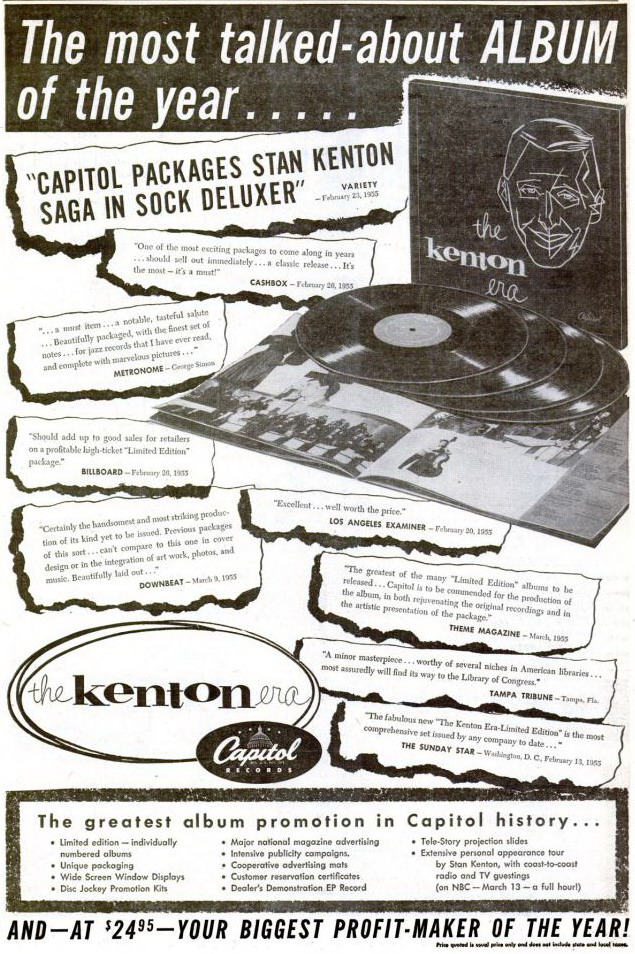 The most talked-about ALBUM
of the year.....
"CAPITOL PACKAGES STAN KENTON
SAGA IN SOCK DELUXER"
VARIETY
– February 23, 1955
"One of the most exciting packages to come along in years
...should sell out immediately...a classic release...It's
the most – it's a must!"
CASHBOX – February 26, 1955
"...a must item...a notable, tasteful salute
...Beautifully packaged, with the finest set of
notes...for jazz records that I have ever read,
and complete with marvelous pictures..."
METRONOME – George Simon
"Should add up to good sales for retailers
on a profitable high-ticket "Limited Edition"
package."
BILLBOARD – February 26, 1955
"Excellent...well worth the price."
LOS ANGELES EXAMINER – February 20, 1955
"Certainly the handsomest and most striking produc-
tion of its kind yet to be issued. Previous packages
of this sort...can't compare to this one in cover
design or in the integration of art work, photos, and
music. Beautifully laid out..."
DOWNBEAT – March 9, 1955
"The greatest of the many "Limited Edition" albums to be
released...Capitol is to be commended for the production of
the album, in both rejuvenating the original recordings and in
the artistic presentation of the package."
THEME MAGAZINE – March, 1955
"A minor masterpiece...worthy of several niches in American libraries...
most assuredly will find its way to the Library of Congress."
TAMPA TRIBUNE – Tampa, Fla.
"The fabulous new "The Kenton Era-Limited Edition" is the most
comprehensive set issued by any company to date..."
THE SUNDAY STAR – Washington, D. C., February 13, 1955
the
kenton
era
Capitol
the kenton era
Capitol
RECORDS
The greatest album promotion in Capitol history...
• Limited edition – individually
numbered albums
• Unique packaging
• Wide Screen Window Displays
• Disc Jockey Promotion Kits
• Major national magazine advertising
• Intensive publicity campaigns.
• Cooperative advertising mats
• Customer reservation certificates
• Dealer's Demonstration EP Record
• Tele-Story projection slides
• Extensive personal appearance tour
by Stan Kenton, with coast-to-coast
radio and TV guestings
(on NBC – March 13 – a full hour!)
AND—AT $24⁹⁵—YOUR BIGGEST PROFIT-MAKER OF THE YEAR!
Price quoted is usual price only and does not include state and local taxes.